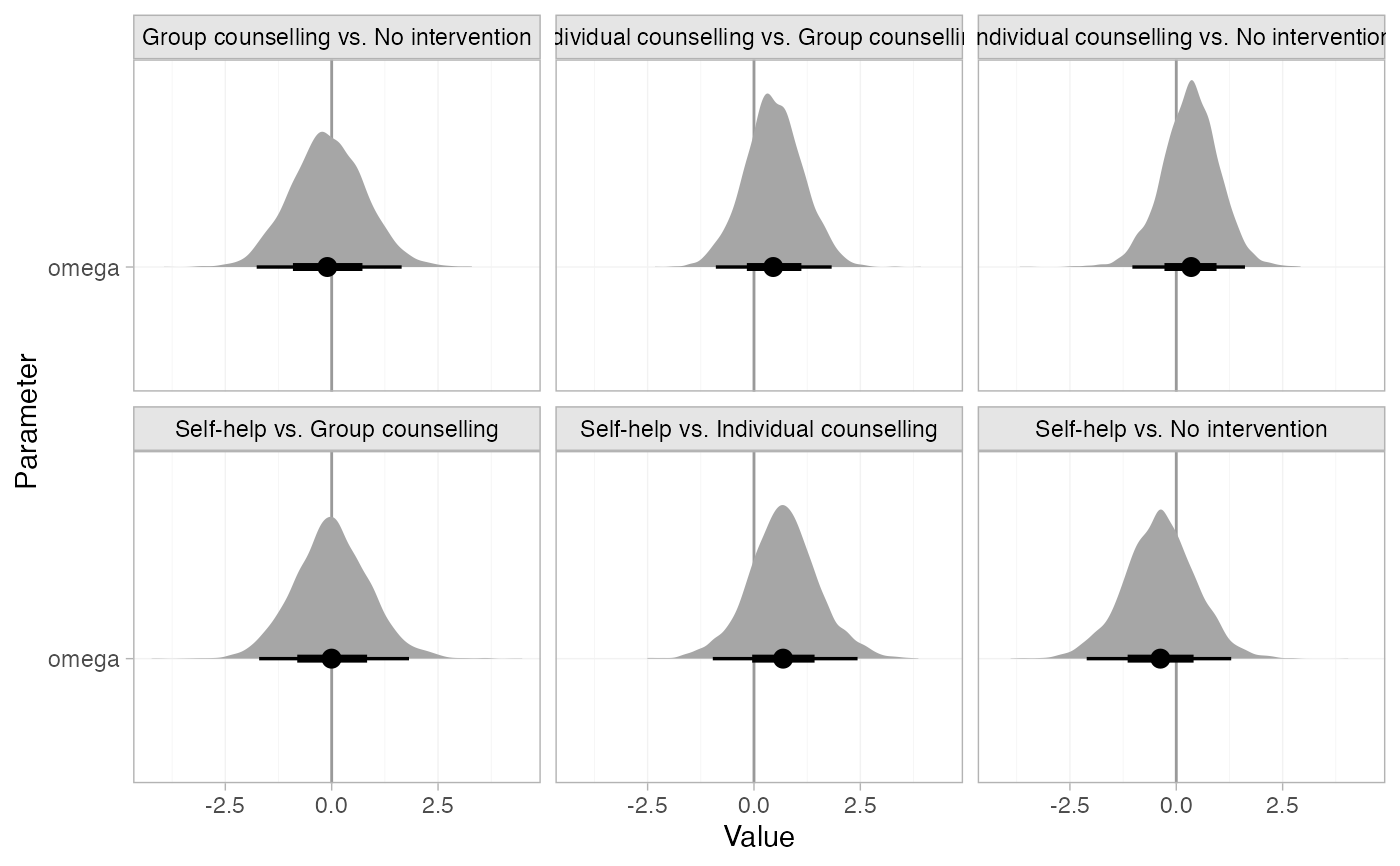 Group counselling vs. No intervention
dividual counselling vs. Group counselli
ndividual counselling vs. No intervention
omega
Self-help vs. Group counselling
Self-help vs. Individual counselling
Self-help vs. No intervention
omega
Parameter
-2.5 0.0 2.5
-2.5 0.0 2.5
-2.5 0.0 2.5
Value